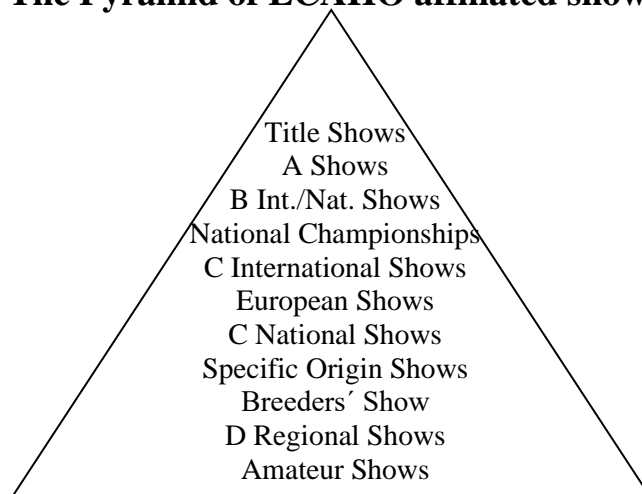 The Pyramid of ECAHO affiliated show
Title Shows
A Shows
B Int./Nat. Shows
National Championships
C International Shows
European Shows
C National Shows
Specific Origin Shows
Breeders´ Show
D Regional Shows
Amateur Shows